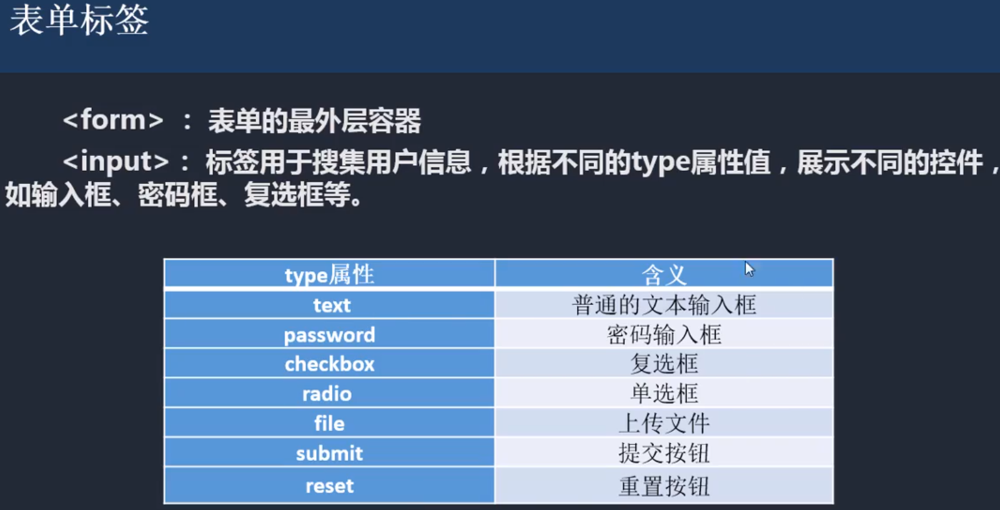 表单标签
<form> : 表单的最外层容器
<input>: 标签用于搜集用户信息,根据不同的type属性值,展示不同的控件,
如输入框、密码框、复选框等。
type属性 含义
text 普通的文本输入框
password 密码输入框
checkbox 复选框
radio 单选框
file 上传文件
submit 提交按钮
reset 重置按钮